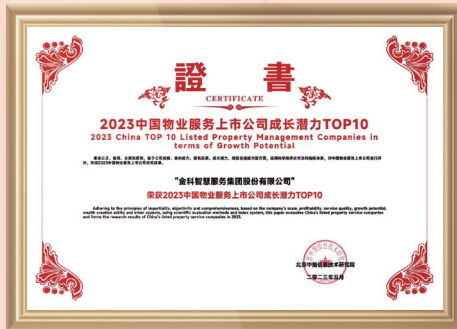 證 書
CERTIFICATE
2023中国物业服务上市公司成长潜力TOP10
2023 China TOP 10 Listed Property Management Companies in
terms of Growth Potential
"金科智慧服务集团股份有限公司"
荣获2023中国物业服务上市公司成长潜力TOP10
Adhering to the principles of impartiality, objectivity and comprehensiveness, based on the company's scale, profitability, service quality, growth potential,
wealth creation ability and other aspects, using scientific evaluation methods and index system, this paper evaluates China's listed property service companies
and forms the research results of China's listed property service companies in 2023.
北京中指信息技术研究院
二零二三年五月